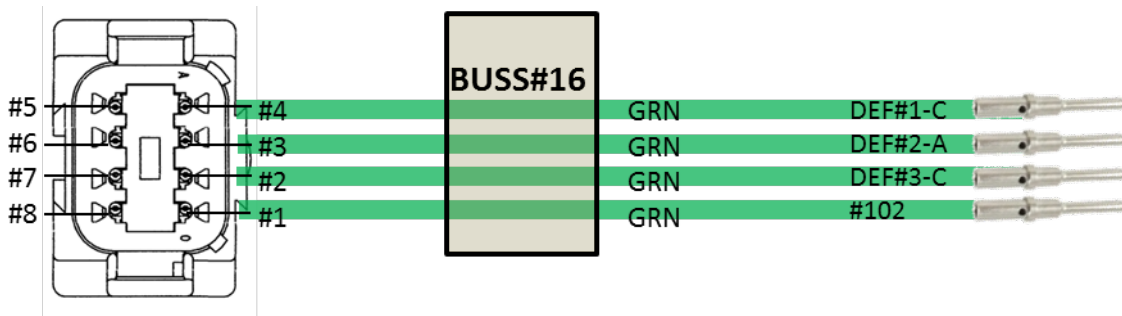 BUSS#16
#5 #4 GRN DEF#1-C
#6 #3 GRN DEF#2-A
#7 #2 GRN DEF#3-C
#8 #1 GRN #102